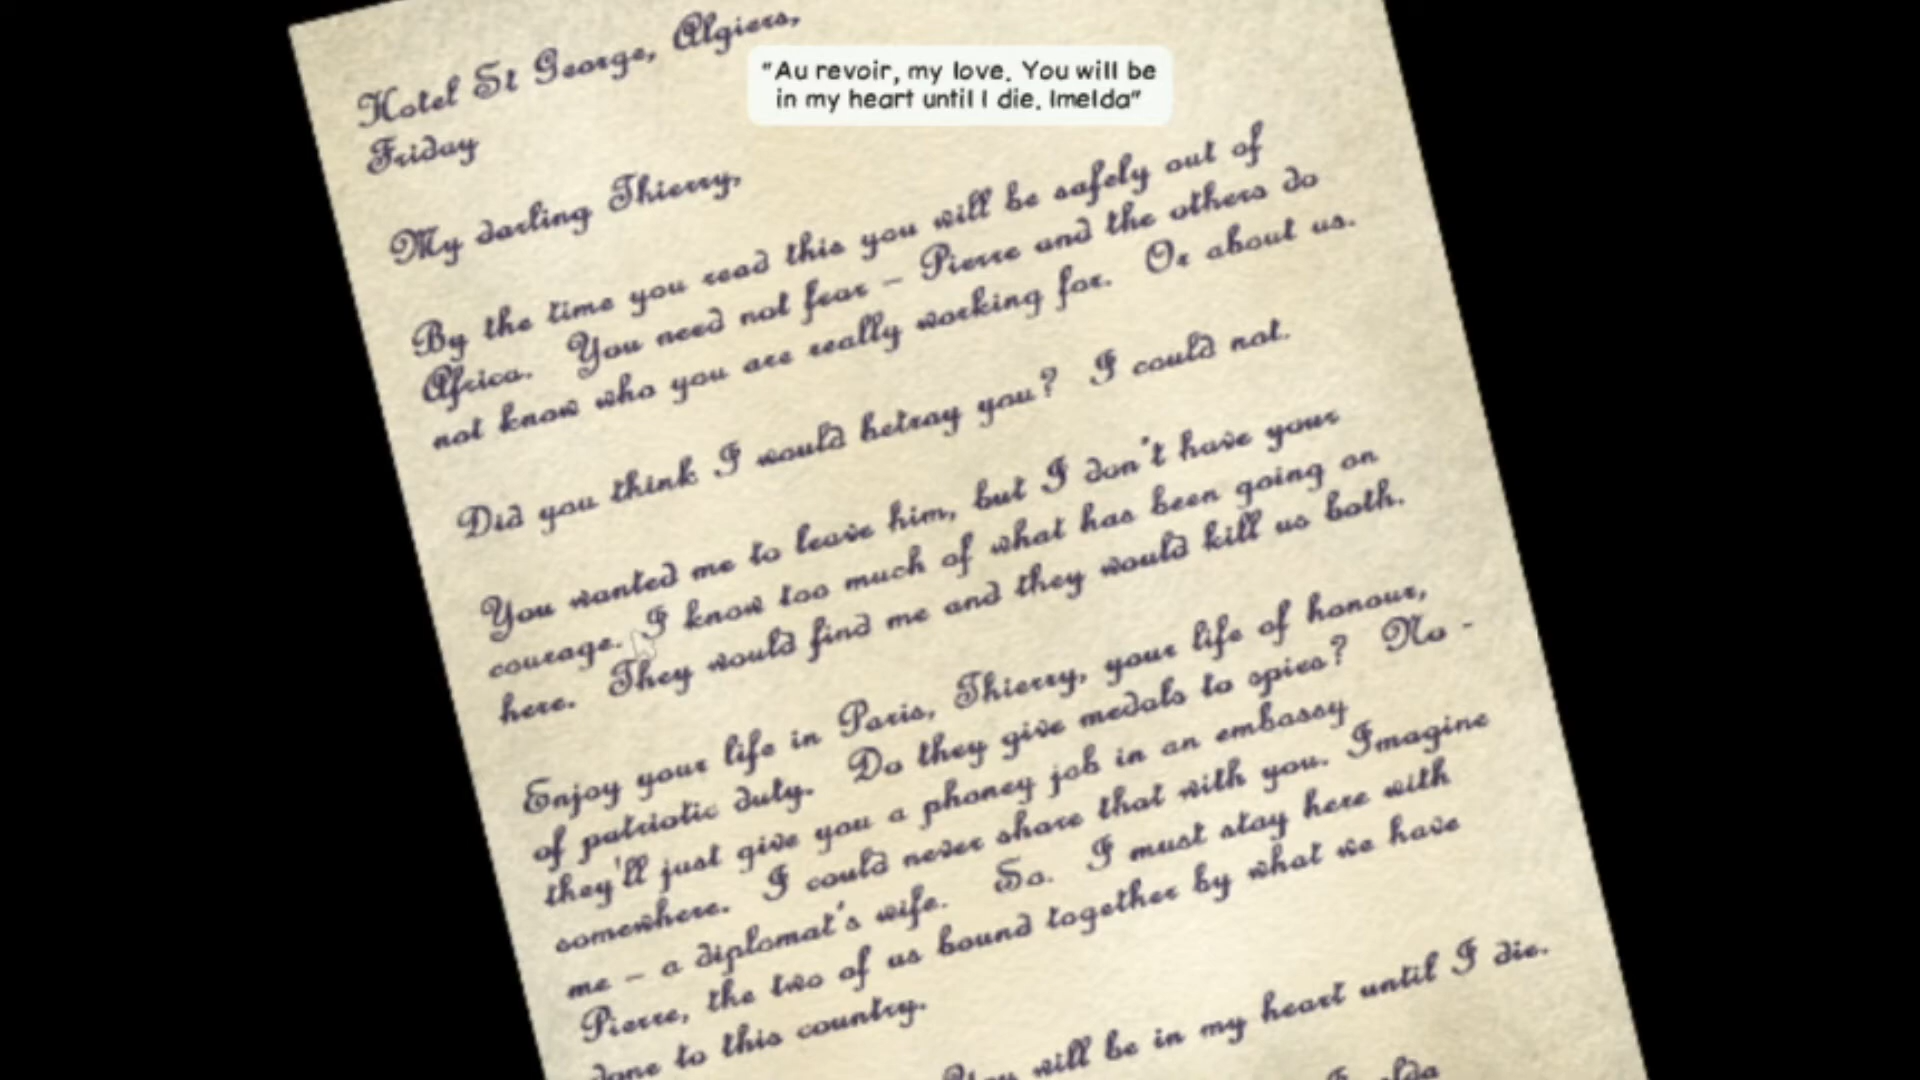 Hotel St George, Algiers,
"Au revoir, my love. You will be
in my heart until I die. Imelda"
Friday
My darling Thierry,
By the time you read this you will be safely out of
Africa. You need not fear – Pierre and the others do
not know who you are really working for. Or about us.
Did you think I would betray you? I could not.
You wanted me to leave him, but I don't have your
courage. I know too much of what has been going on
here. They would find me and they would kill us both.
Enjoy your life in Paris, Thierry, your life of honour,
of patriotic duty. Do they give medals to spies? No -
they'll just give you a phoney job in an embassy
somewhere. I could never share that with you. Imagine
me – a diplomat's wife. So. I must stay here with
Pierre, the two of us bound together by what we have
done to this country.
You will be in my heart until I die.
Imelda